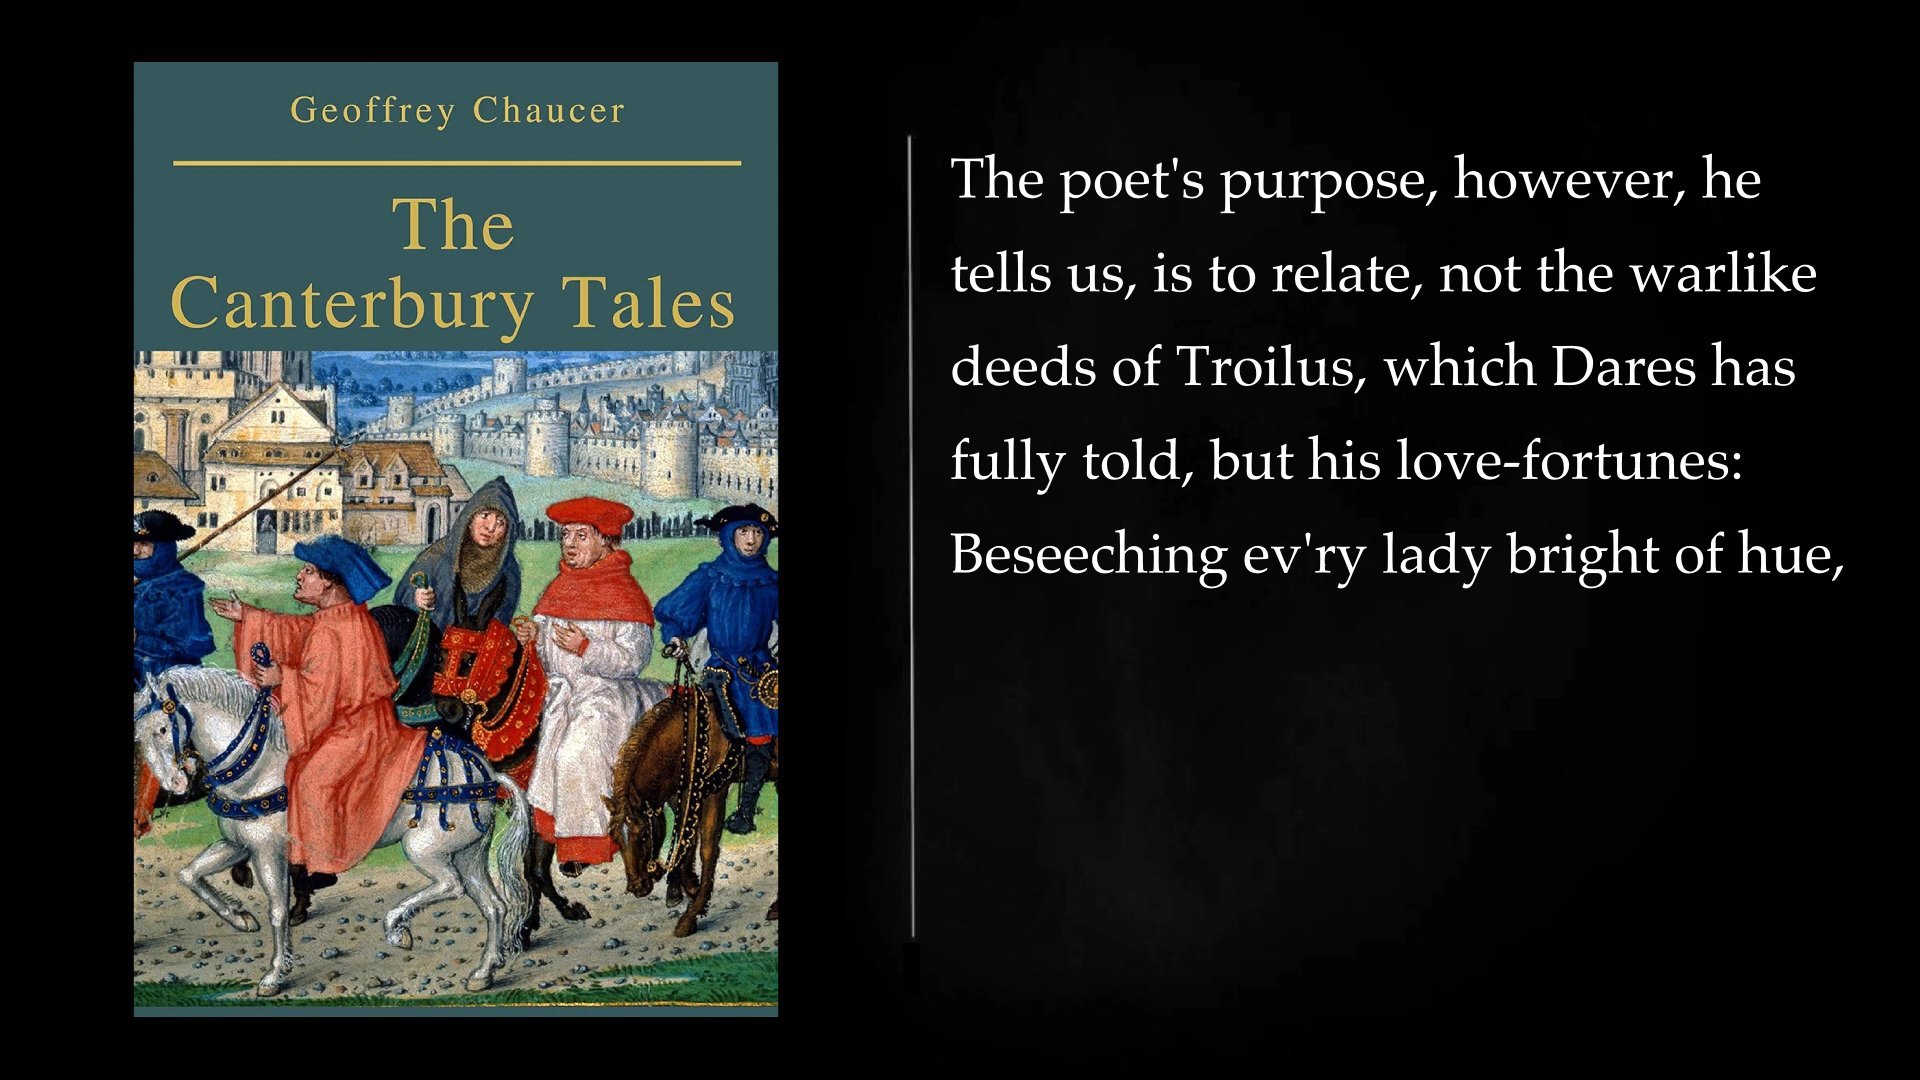 Geoffrey Chaucer
The
Canterbury Tales
The poet's purpose, however, he
tells us, is to relate, not the warlike
deeds of Troilus, which Dares has
fully told, but his love-fortunes:
Beseeching ev'ry lady bright of hue,